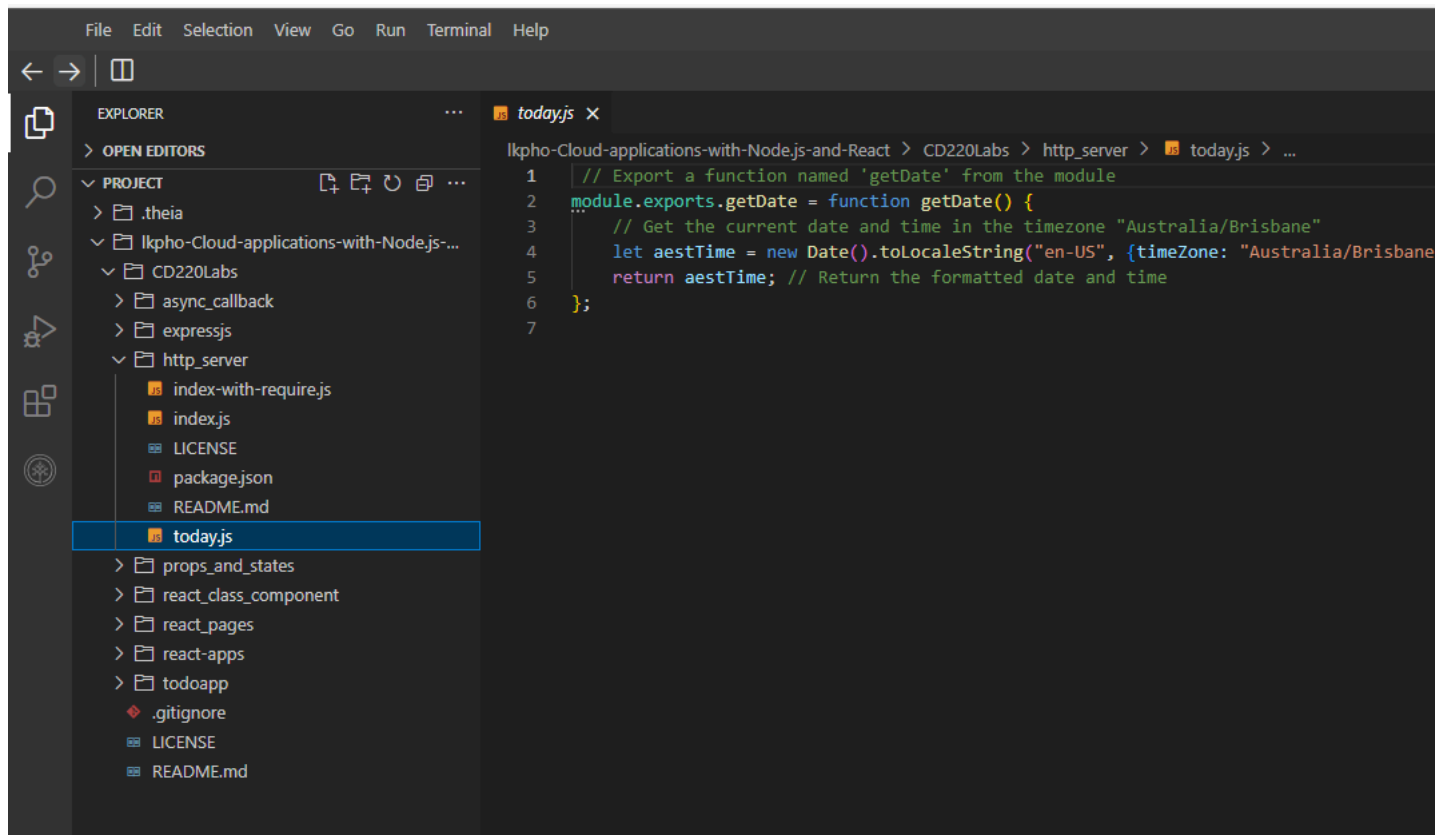 File Edit Selection View Go Run Terminal Help
EXPLORER
OPEN EDITORS
PROJECT
.theia
lkpho-Cloud-applications-with-Node.js-...
CD220Labs
async_callback
expressjs
http_server
index-with-require.js
index.js
LICENSE
package.json
README.md
today.js
props_and_states
react_class_component
react_pages
react-apps
todoapp
.gitignore
LICENSE
README.md
today.js
lkpho-Cloud-applications-with-Node.js-and-React > CD220Labs > http_server > today.js > ...
1 // Export a function named 'getDate' from the module
2 module.exports.getDate = function getDate() {
3 // Get the current date and time in the timezone "Australia/Brisbane"
4 let aestTime = new Date().toLocaleString("en-US", {timeZone: "Australia/Brisbane
5 return aestTime; // Return the formatted date and time
6 };
7